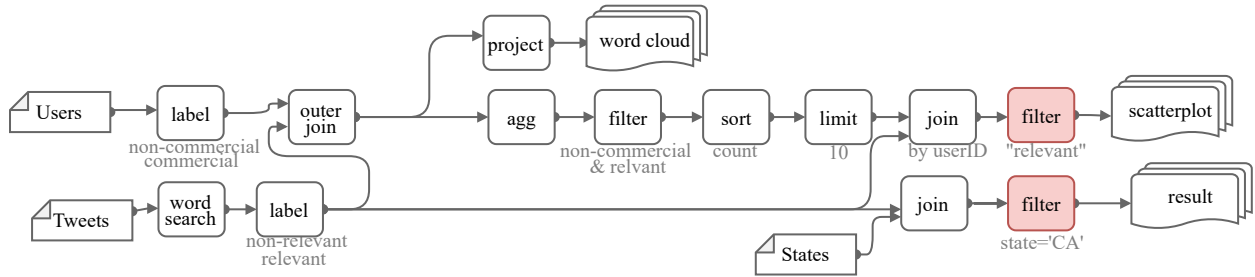 project
word cloud
Users
label
non-commercial
commercial
outer
join
agg
filter
non-commercial
& relvant
sort
count
limit
10
join
by userID
filter
"relevant"
scatterplot
Tweets
word
search
label
non-relevant
relevant
join
filter
state='CA'
result
States